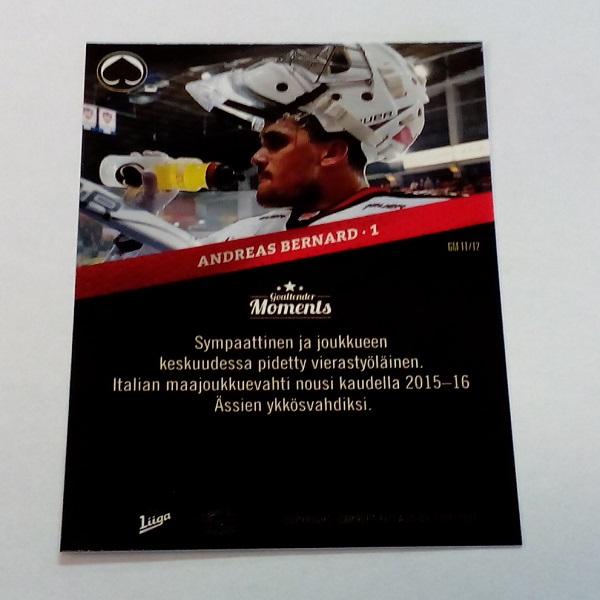 BAUER
ANDREAS BERNARD · 1
GM 11/12
Goaltender
Moments
Sympaattinen ja joukkueen
keskuudessa pidetty vierastyöläinen.
Italian maajoukkuevahti nousi kaudella 2015–16
Ässien ykkösvahdiksi.
Liiga